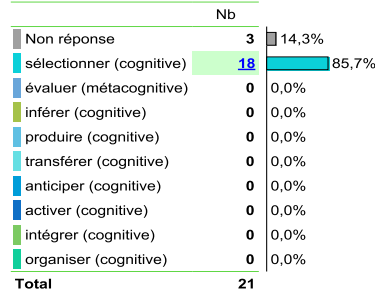 Nb
Non réponse 3 14,3%
sélectionner (cognitive) 18 85,7%
évaluer (métacognitive) 0 0,0%
inférer (cognitive) 0 0,0%
produire (cognitive) 0 0,0%
transférer (cognitive) 0 0,0%
anticiper (cognitive) 0 0,0%
activer (cognitive) 0 0,0%
intégrer (cognitive) 0 0,0%
organiser (cognitive) 0 0,0%
Total 21